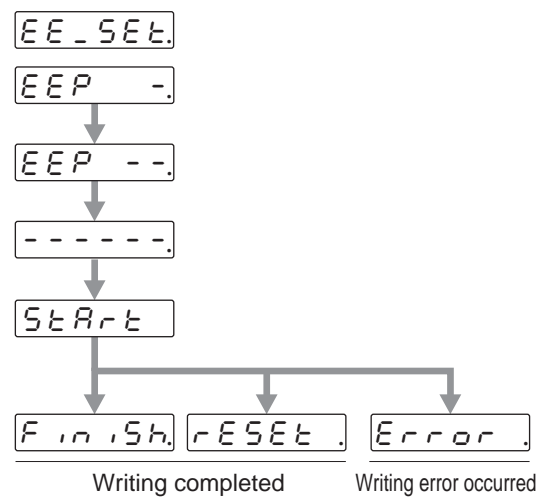 EE_SEt.
EEP -.
EEP --.
------.
StArt
FiniSh. rESEt . Error .
Writing completed Writing error occurred